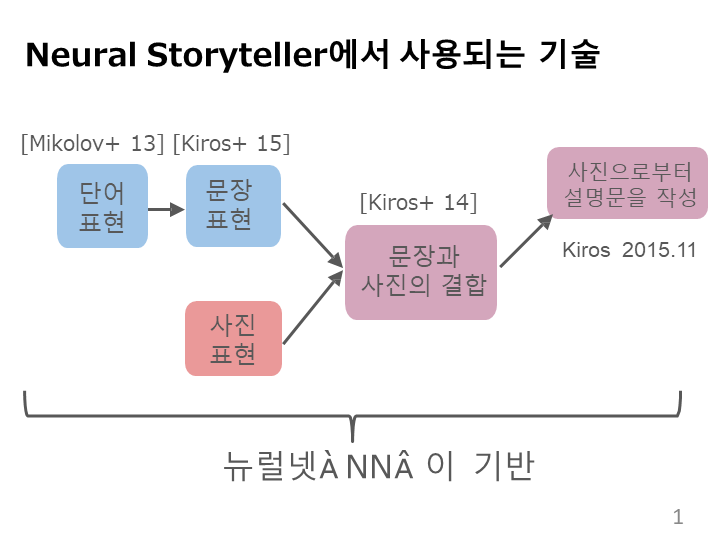 Neural Storyteller에서 사용되는 기술
[Mikolov+ 13] [Kiros+ 15]
단어
표현
문장
표현
[Kiros+ 14]
문장과
사진의 결합
사진으로부터
설명문을 작성
Kiros 2015.11
사진
표현
뉴럴넷À NNÂ 이 기반
1